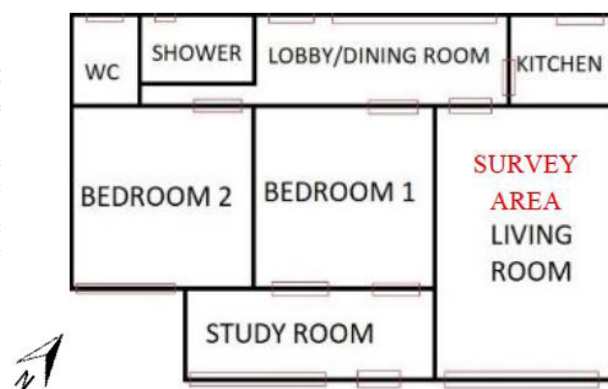 SHOWER
LOBBY/DINING ROOM
WC
KITCHEN
BEDROOM 2
BEDROOM 1
SURVEY
AREA
LIVING
ROOM
STUDY ROOM
N